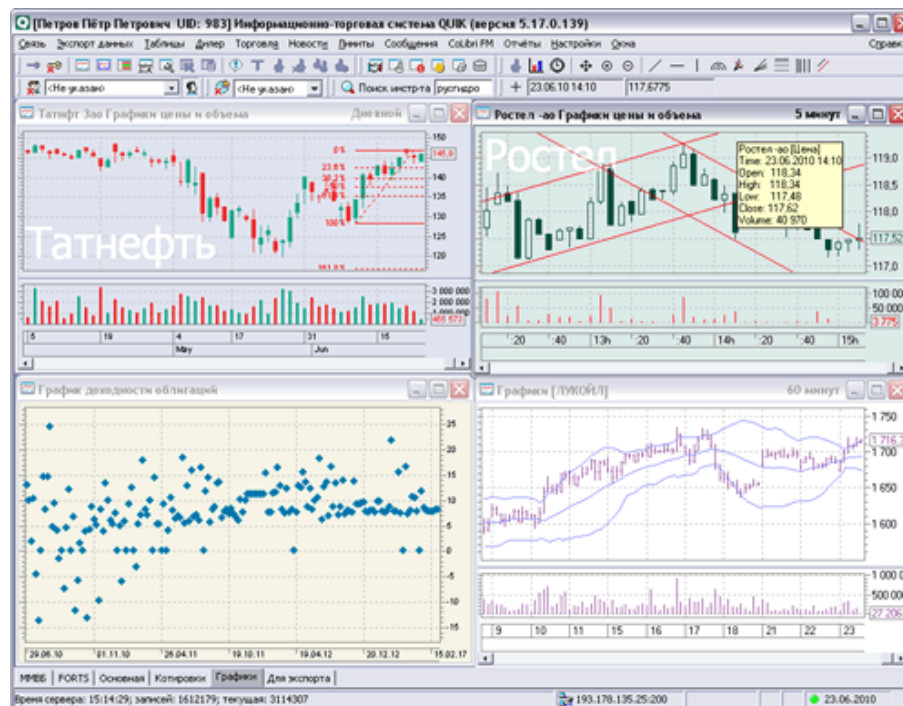 [Петров Пётр Петрович UID: 983] Информационно-торговая система QUIK (версия 5.17.0.139)
Связь Экспорт данных Таблицы Дилер Торговля Новости Лимиты Сообщения CoLibri FM Отчёты Настройки Окна Справка
<Не указано> <Не указано> Поиск инстр-та русгидро 23.06.10 14:10 117,6775
Татнфт 3ао Графики цены и объема Дневной
150
146,9
140
135
130
125
120
0%
23.6%
38.2%
50%
61.8%
100%
161.8%
Татнефть
3 000 000
2 000 000
1 000 000
466 573
5 19 4 17 31 15
May Jun
Ростел -ао Графики цены и объема 5 минут
Ростел
Ростел -ао [Цена]
Time: 23.06.2010 14:10
Open: 118,34
High: 118,34
Low: 117,48
Close: 117,62
Volume: 40 970
119,0
118,5
118,0
117,52
117,0
100 000
50 000
3 775
:20 :40 13h :20 :40 14h :20 :40 15h
График доходности облигаций
25
20
15
10
5
0
-5
-10
-15
29.06.10 01.11.10 26.04.11 19.10.11 19.04.12 20.12.12 15.02.17
Графики [ЛУКОЙЛ] 60 минут
1 750
1 716,
1 700
1 650
1 600
1 000
500 000
27 206
9 10 11 15 16 17 18 21 22 23
ММВБ FORTS Основная Котировки Графики Для экспорта
Время сервера: 15:14:29; записей: 1612179; текущая: 3114307 193.178.135.25:200 23.06.2010